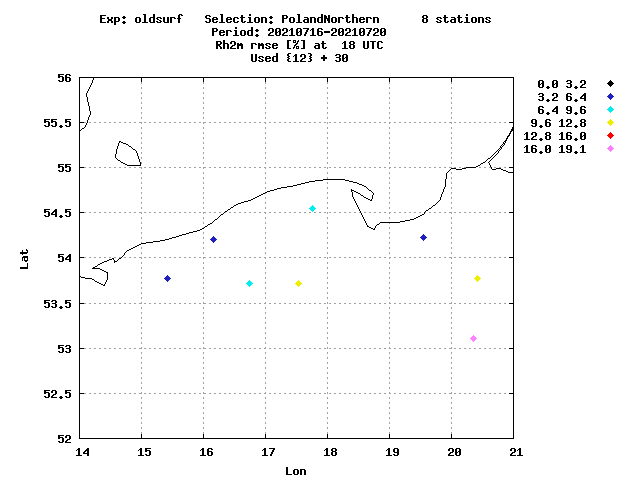 Exp: oldsurf   Selection: PolandNorthern      8 stations
Period: 20210716-20210720
Rh2m rmse [%] at  18 UTC
Used {12} + 30
0.0 3.2
3.2 6.4
6.4 9.6
9.6 12.8
12.8 16.0
16.0 19.1
56
55.5
55
54.5
54
53.5
53
52.5
52
Lat
14 15 16 17 18 19 20 21
Lon